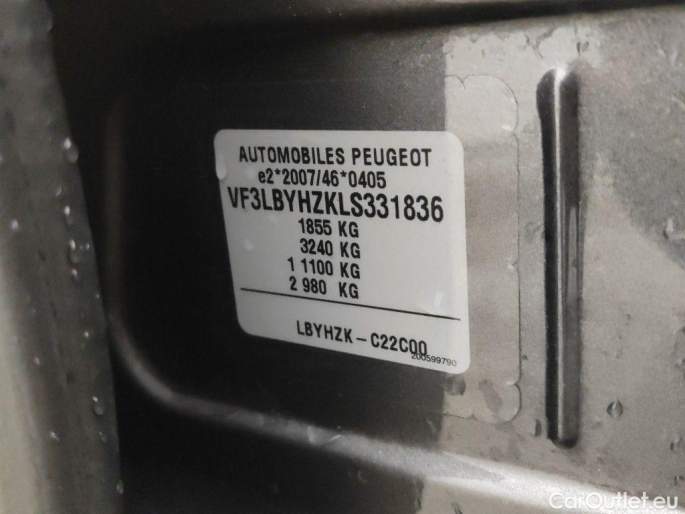 AUTOMOBILES PEUGEOT
e2*2007/46*0405
VF3LBYHZKLS331836
1855 KG
3240 KG
1 1100 KG
2 980 KG
LBYHZK - C22C00
200599790
CarOutlet.eu